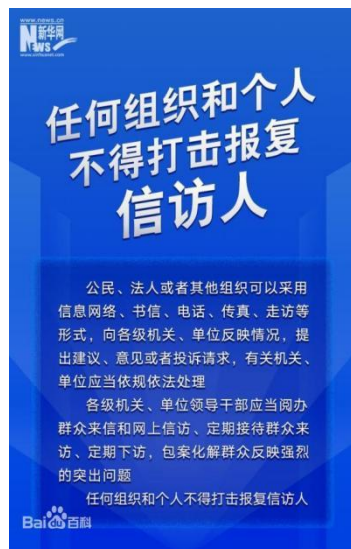 www.news.cn
新华网
News
www.xinhuanet.com
任何组织和个人
不得打击报复
信访人
公民、法人或者其他组织可以采用
信息网络、书信、电话、传真、走访等
形式，向各级机关、单位反映情况，提
出建议、意见或者投诉请求，有关机关、
单位应当依规依法处理
各级机关、单位领导干部应当阅办
群众来信和网上信访、定期接待群众来
访、定期下访，包案化解群众反映强烈
的突出问题
任何组织和个人不得打击报复信访人
Bai 百科